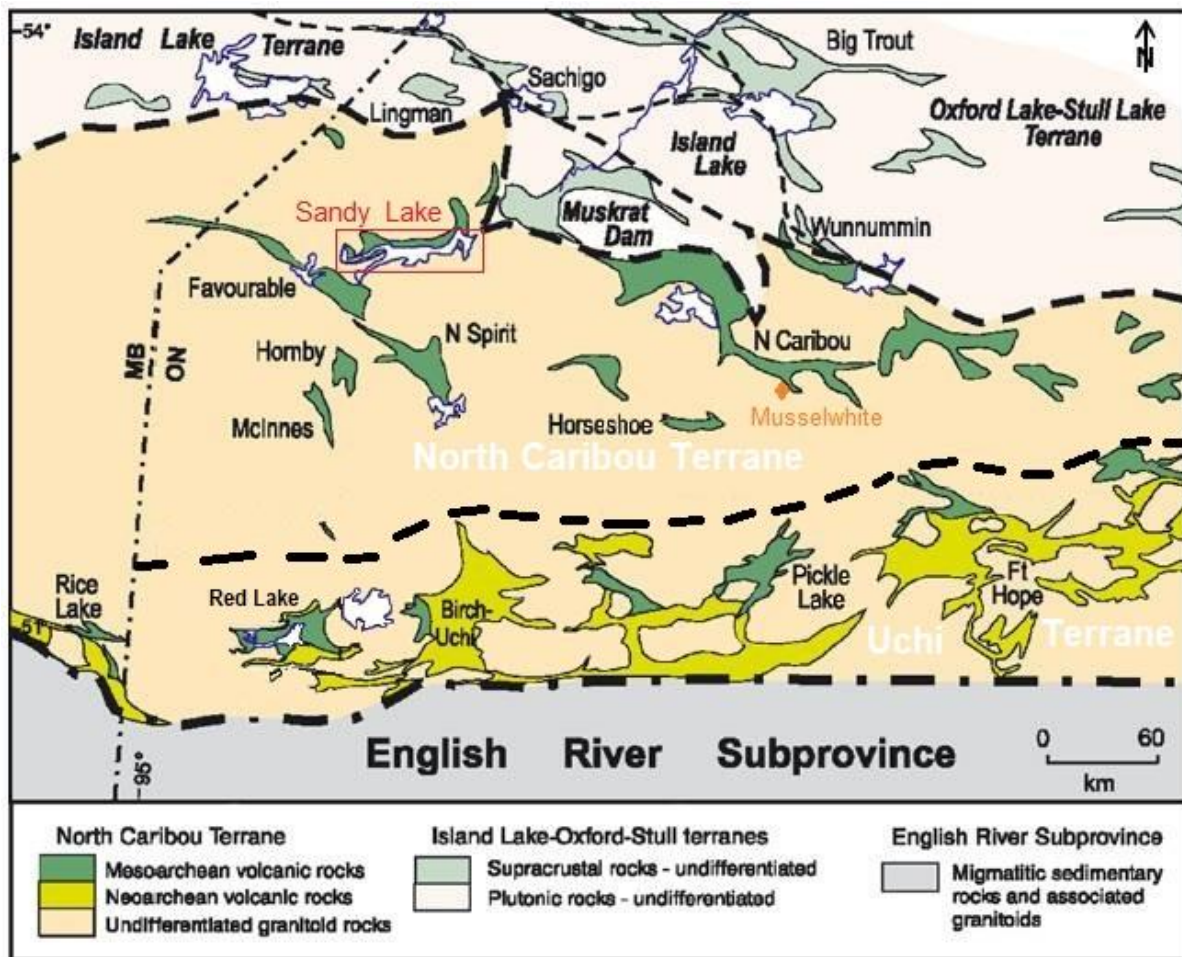 54°
Island Lake Terrane
Big Trout
N
Sachigo
Lingman
Oxford Lake-Stull Lake
Terrane
Island
Lake
Sandy Lake
Muskrat
Dam
Wunnummin
Favourable
MB
ON
Hornby
N Spirit
N Caribou
McInnes
Horseshoe
Musselwhite
North Caribou Terrane
Rice
Lake
Red Lake
Birch-
Uchi
Pickle
Lake
Ft
Hope
51°
Uchi Terrane
English River Subprovince
95°
0 60
km
North Caribou Terrane
Mesoarchean volcanic rocks
Neoarchean volcanic rocks
Undifferentiated granitoid rocks
Island Lake-Oxford-Stull terranes
Supracrustal rocks - undifferentiated
Plutonic rocks - undifferentiated
English River Subprovince
Migmatitic sedimentary
rocks and associated
granitoids